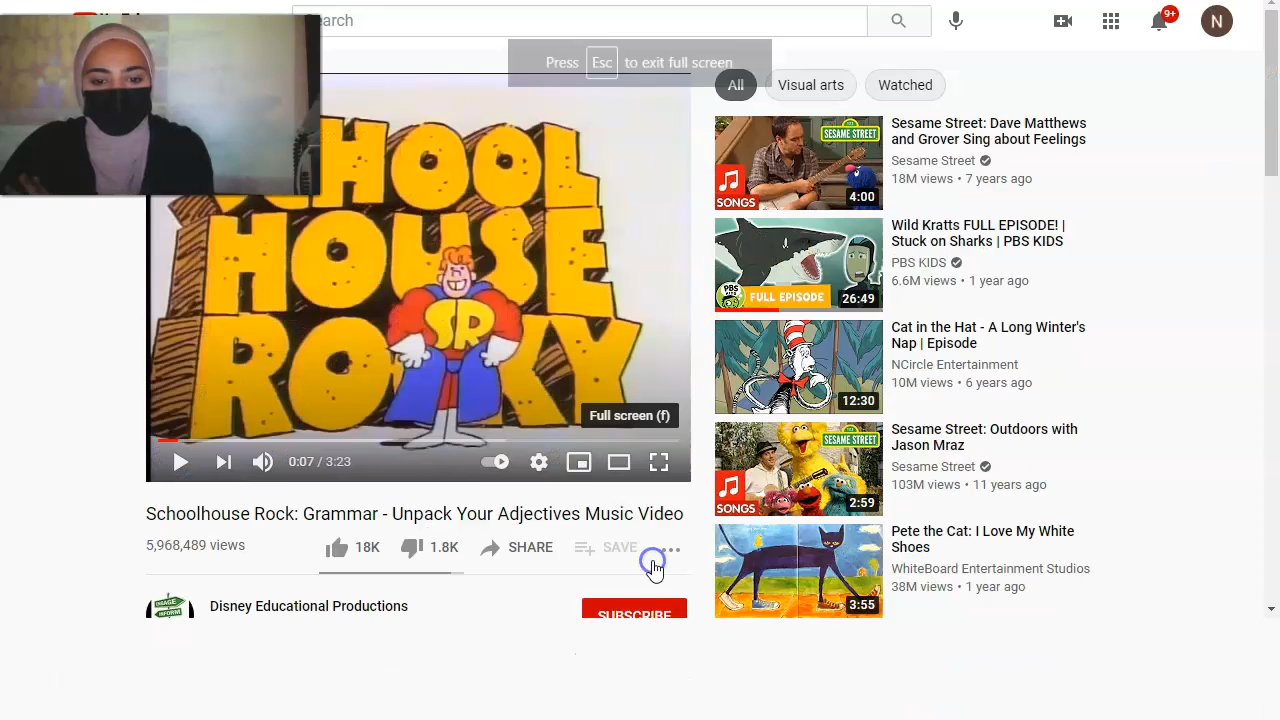 earch
9+
N
Press Esc to exit full screen
All
Visual arts
Watched
CHOOL
HOUSE
ROCKY
SR
Full screen (f)
0:07 / 3:23
Schoolhouse Rock: Grammar - Unpack Your Adjectives Music Video
5,968,489 views
18K
1.8K
SHARE
SAVE
Disney Educational Productions
SUBSCRIBE
SESAME STREET
SONGS
4:00
Sesame Street: Dave Matthews
and Grover Sing about Feelings
Sesame Street
18M views • 7 years ago
PBS KIDS
FULL EPISODE
26:49
Wild Kratts FULL EPISODE! |
Stuck on Sharks | PBS KIDS
PBS KIDS
6.6M views • 1 year ago
12:30
Cat in the Hat - A Long Winter's
Nap | Episode
NCircle Entertainment
10M views • 6 years ago
SESAME STREET
SONGS
2:59
Sesame Street: Outdoors with
Jason Mraz
Sesame Street
103M views • 11 years ago
3:55
Pete the Cat: I Love My White
Shoes
WhiteBoard Entertainment Studios
38M views • 1 year ago